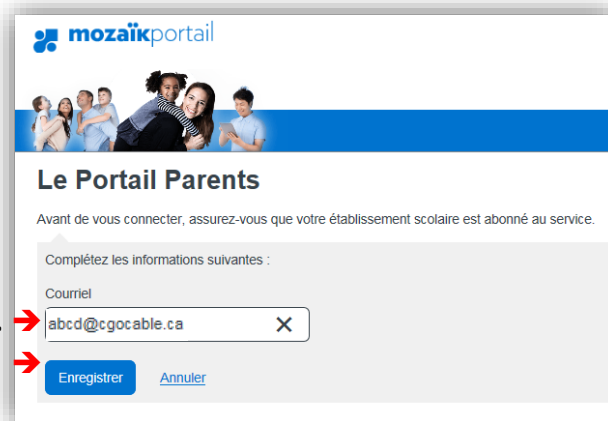 mozaïkportail
Le Portail Parents
Avant de vous connecter, assurez-vous que votre établissement scolaire est abonné au service.
Complétez les informations suivantes :
Courriel
abcd@cgocable.ca
Enregistrer Annuler